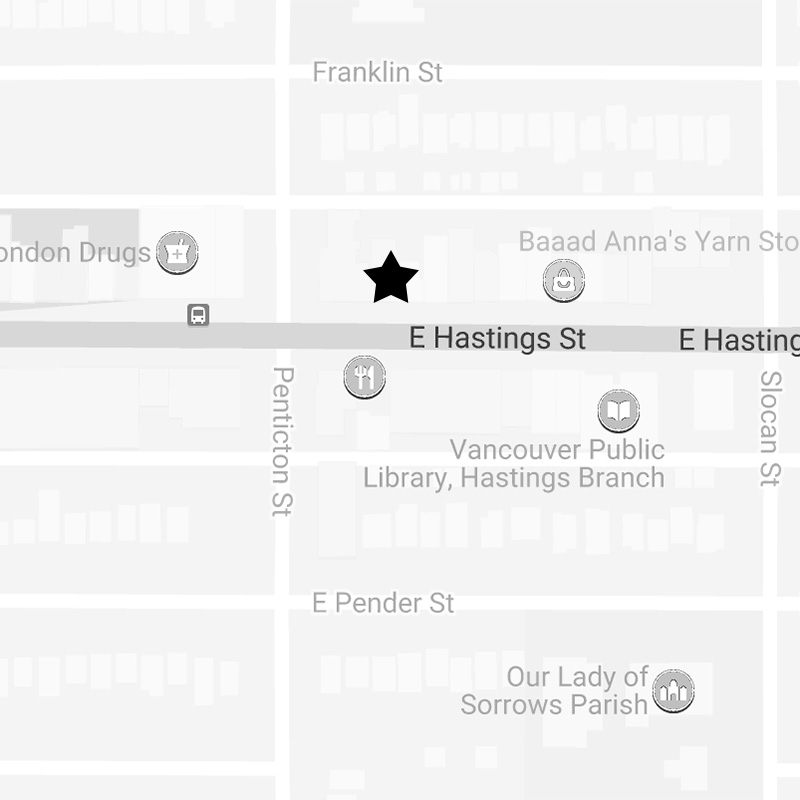 Franklin St
ondon Drugs
Baaad Anna's Yarn Sto
E Hastings St
E Hasting
Penticton St
Slocan St
Vancouver Public
Library, Hastings Branch
E Pender St
Our Lady of
Sorrows Parish